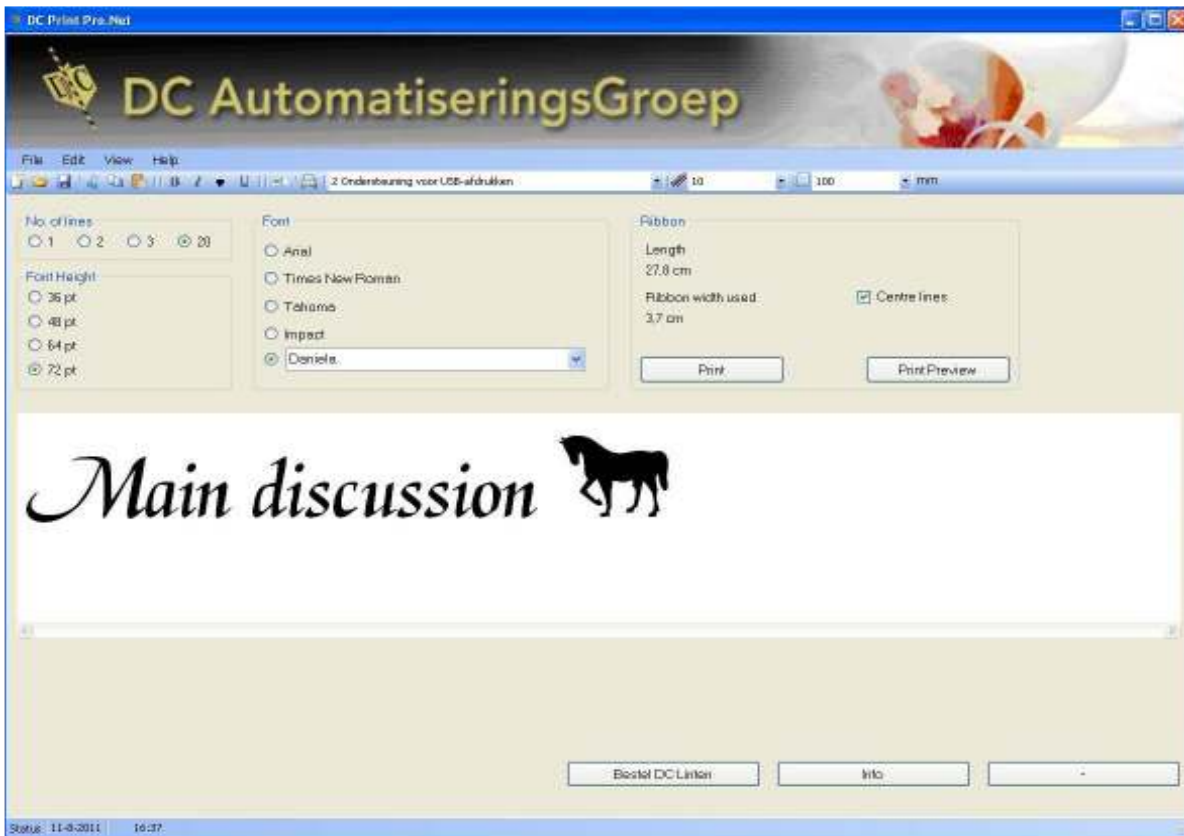 DC Print Pro.Net
DC AutomatiseringsGroep
File Edit View Help
B I U 2 Ondersteuning voor USB-afdrukken 10 100 mm
No. of lines
1 2 3 20
Font Height
36 pt
48 pt
64 pt
72 pt
Font
Arial
Times New Roman
Tahoma
Impact
Daniela
Ribbon
Length
27,8 cm
Ribbon width used
3,7 cm
Centre lines
Print Print Preview
Main discussion
Bestel DC Linten Info -
Status 11-8-2011 16:37